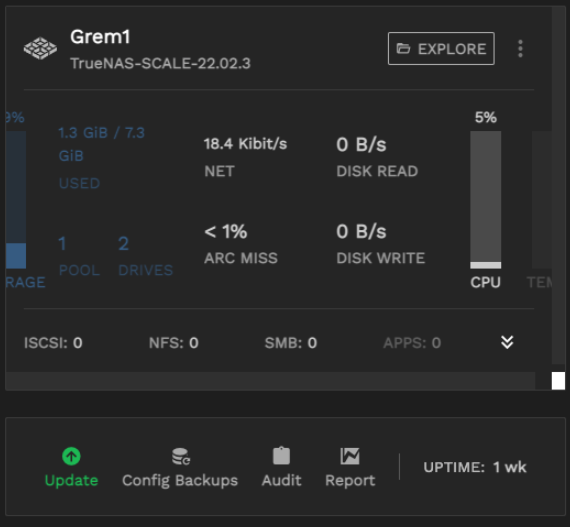 Grem1
TrueNAS-SCALE-22.02.3
EXPLORE
9%
1.3 GiB / 7.3
GiB
USED
18.4 Kibit/s
NET
0 B/s
DISK READ
5%
1
POOL
2
DRIVES
< 1%
ARC MISS
0 B/s
DISK WRITE
RAGE
CPU
TEM
ISCSI: 0
NFS: 0
SMB: 0
APPS: 0
Update
Config Backups
Audit
Report
UPTIME: 1 wk